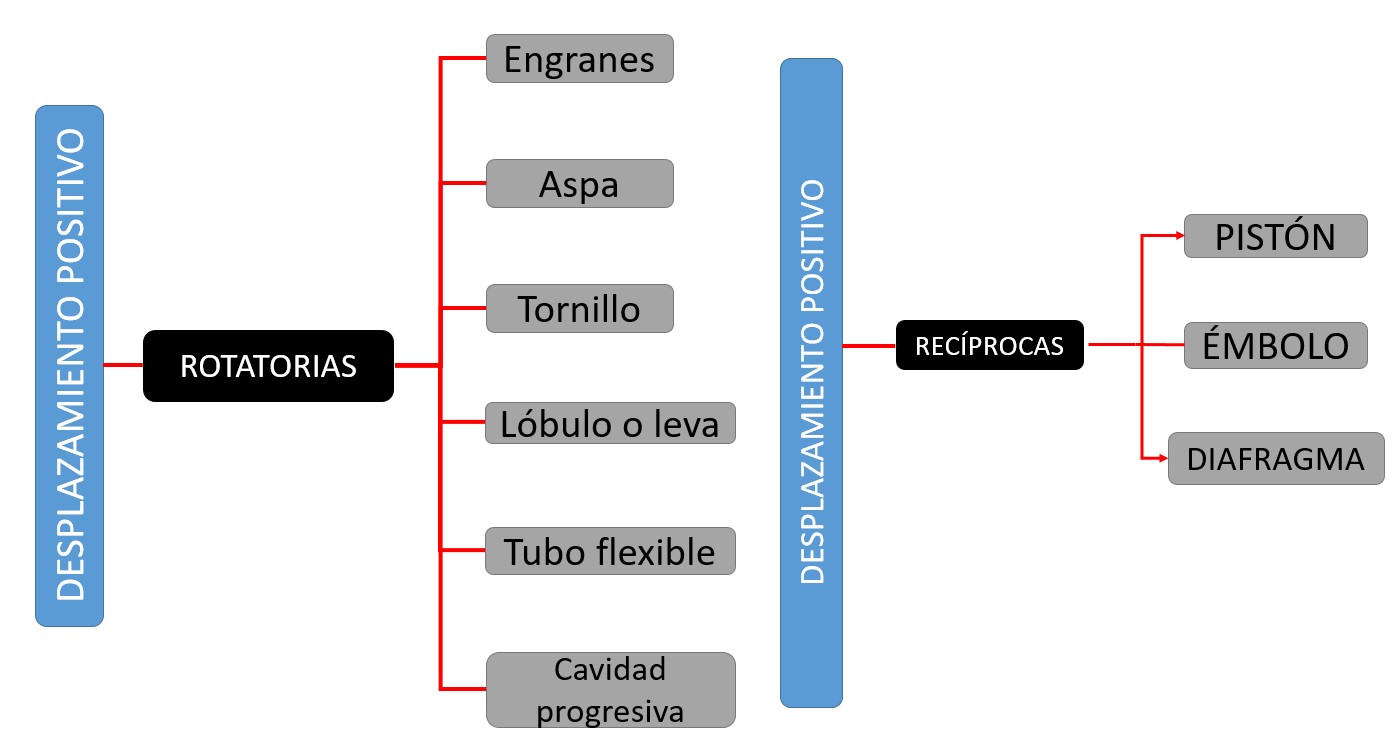 DESPLAZAMIENTO POSITIVO
ROTATORIAS
Engranes
Aspa
Tornillo
Lóbulo o leva
Tubo flexible
Cavidad
progresiva
DESPLAZAMIENTO POSITIVO
RECÍPROCAS
PISTÓN
ÉMBOLO
DIAFRAGMA